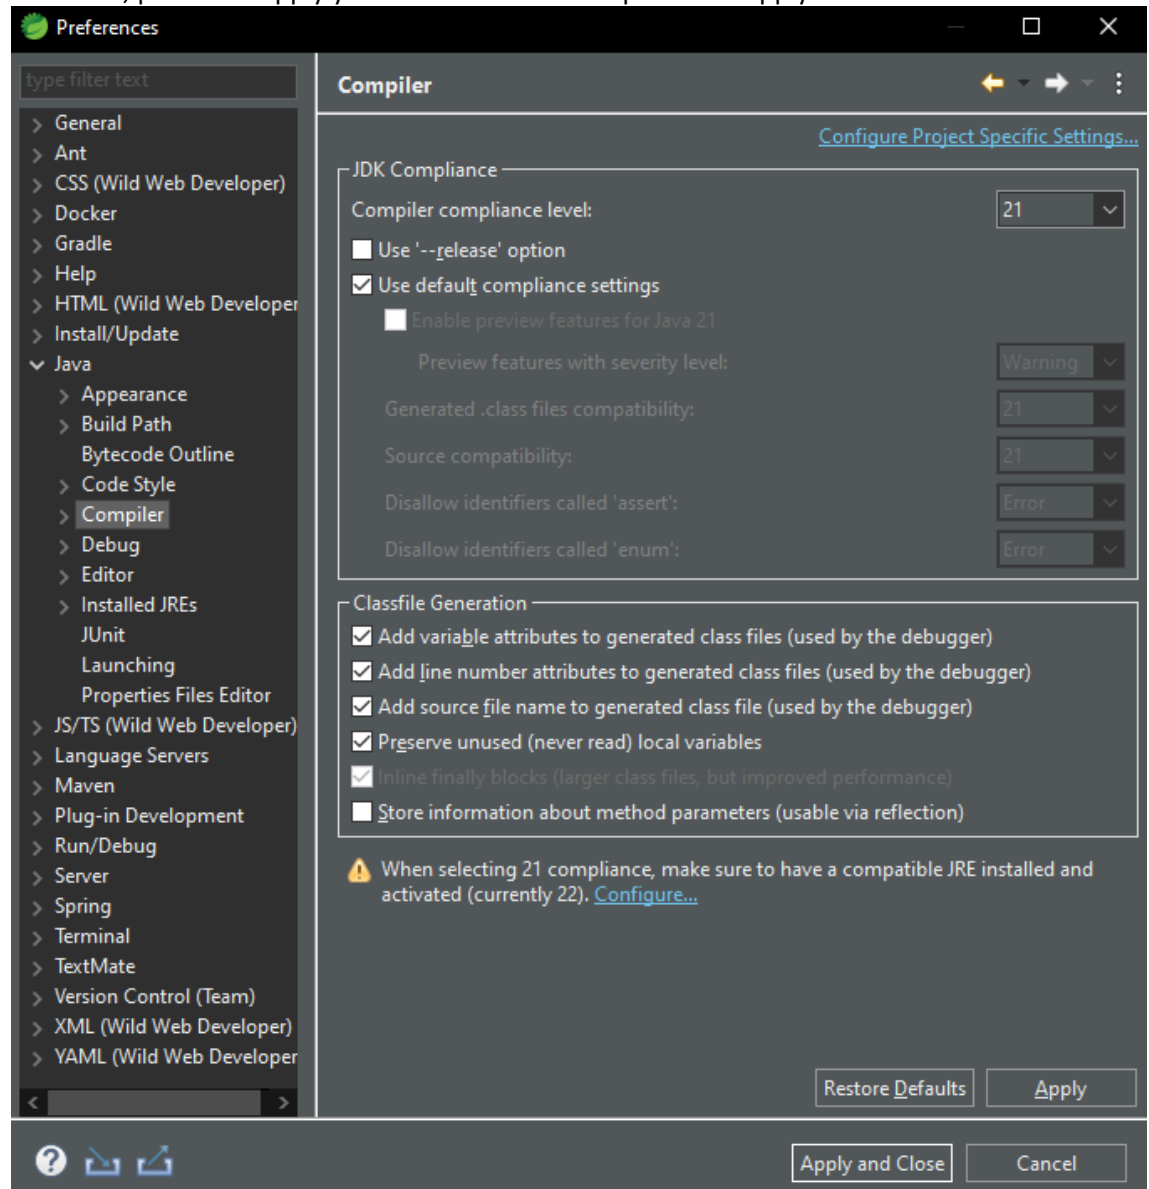 Preferences
type filter text
Compiler
General
Ant
CSS (Wild Web Developer)
Docker
Gradle
Help
HTML (Wild Web Developer
Install/Update
Java
Appearance
Build Path
Bytecode Outline
Code Style
Compiler
Debug
Editor
Installed JREs
JUnit
Launching
Properties Files Editor
JS/TS (Wild Web Developer)
Language Servers
Maven
Plug-in Development
Run/Debug
Server
Spring
Terminal
TextMate
Version Control (Team)
XML (Wild Web Developer)
YAML (Wild Web Developer
Configure Project Specific Settings...
JDK Compliance
Compiler compliance level: 21
Use '--release' option
Use default compliance settings
Enable preview features for Java 21
Preview features with severity level: Warning
Generated .class files compatibility: 21
Source compatibility: 21
Disallow identifiers called 'assert': Error
Disallow identifiers called 'enum': Error
Classfile Generation
Add variable attributes to generated class files (used by the debugger)
Add line number attributes to generated class files (used by the debugger)
Add source file name to generated class file (used by the debugger)
Preserve unused (never read) local variables
Inline finally blocks (larger class files, but improved performance)
Store information about method parameters (usable via reflection)
When selecting 21 compliance, make sure to have a compatible JRE installed and
activated (currently 22). Configure...
Restore Defaults Apply
Apply and Close Cancel